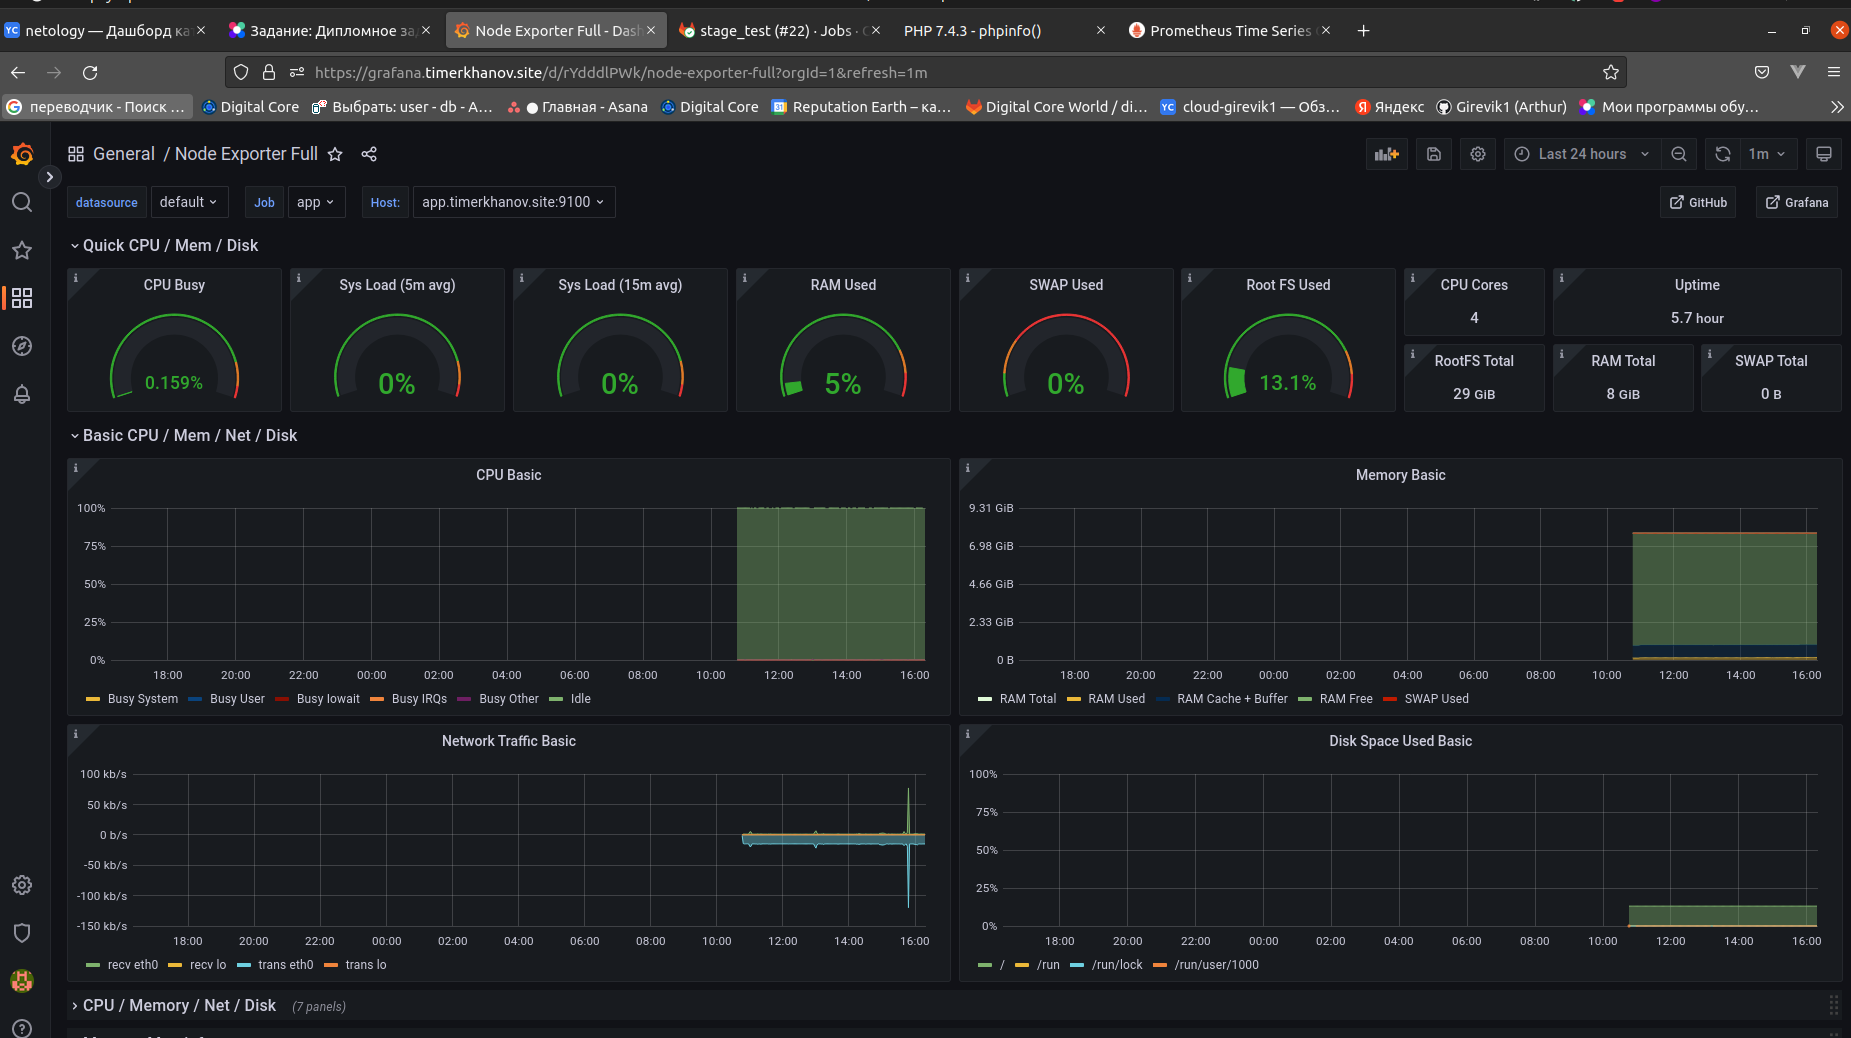 netology — Дашборд ка
Задание: Дипломное за
Node Exporter Full - Das
stage_test (#22) · Jobs ·
PHP 7.4.3 - phpinfo()
Prometheus Time Series
https://grafana.timerkhanov.site/d/rYdddlPWk/node-exporter-full?orgId=1&refresh=1m
переводчик - Поиск ...
Digital Core
Выбрать: user - db - A...
Главная - Asana
Digital Core
Reputation Earth – ка...
Digital Core World / di...
YC cloud-girevik1 — Обз...
Яндекс
Girevik1 (Arthur)
Мои программы обу...
General / Node Exporter Full
Last 24 hours
1m
datasource default
Job app
Host: app.timerkhanov.site:9100
GitHub
Grafana
Quick CPU / Mem / Disk
CPU Busy
0.159%
Sys Load (5m avg)
0%
Sys Load (15m avg)
0%
RAM Used
5%
SWAP Used
0%
Root FS Used
13.1%
CPU Cores
4
Uptime
5.7 hour
RootFS Total
29 GiB
RAM Total
8 GiB
SWAP Total
0 B
Basic CPU / Mem / Net / Disk
CPU Basic
100%
75%
50%
25%
0%
18:00 20:00 22:00 00:00 02:00 04:00 06:00 08:00 10:00 12:00 14:00 16:00
Busy System Busy User Busy Iowait Busy IRQs Busy Other Idle
Memory Basic
9.31 GiB
6.98 GiB
4.66 GiB
2.33 GiB
0 B
18:00 20:00 22:00 00:00 02:00 04:00 06:00 08:00 10:00 12:00 14:00 16:00
RAM Total RAM Used RAM Cache + Buffer RAM Free SWAP Used
Network Traffic Basic
100 kb/s
50 kb/s
0 b/s
-50 kb/s
-100 kb/s
-150 kb/s
18:00 20:00 22:00 00:00 02:00 04:00 06:00 08:00 10:00 12:00 14:00 16:00
recv eth0 recv lo trans eth0 trans lo
Disk Space Used Basic
100%
75%
50%
25%
0%
18:00 20:00 22:00 00:00 02:00 04:00 06:00 08:00 10:00 12:00 14:00 16:00
/ /run /run/lock /run/user/1000
CPU / Memory / Net / Disk (7 panels)